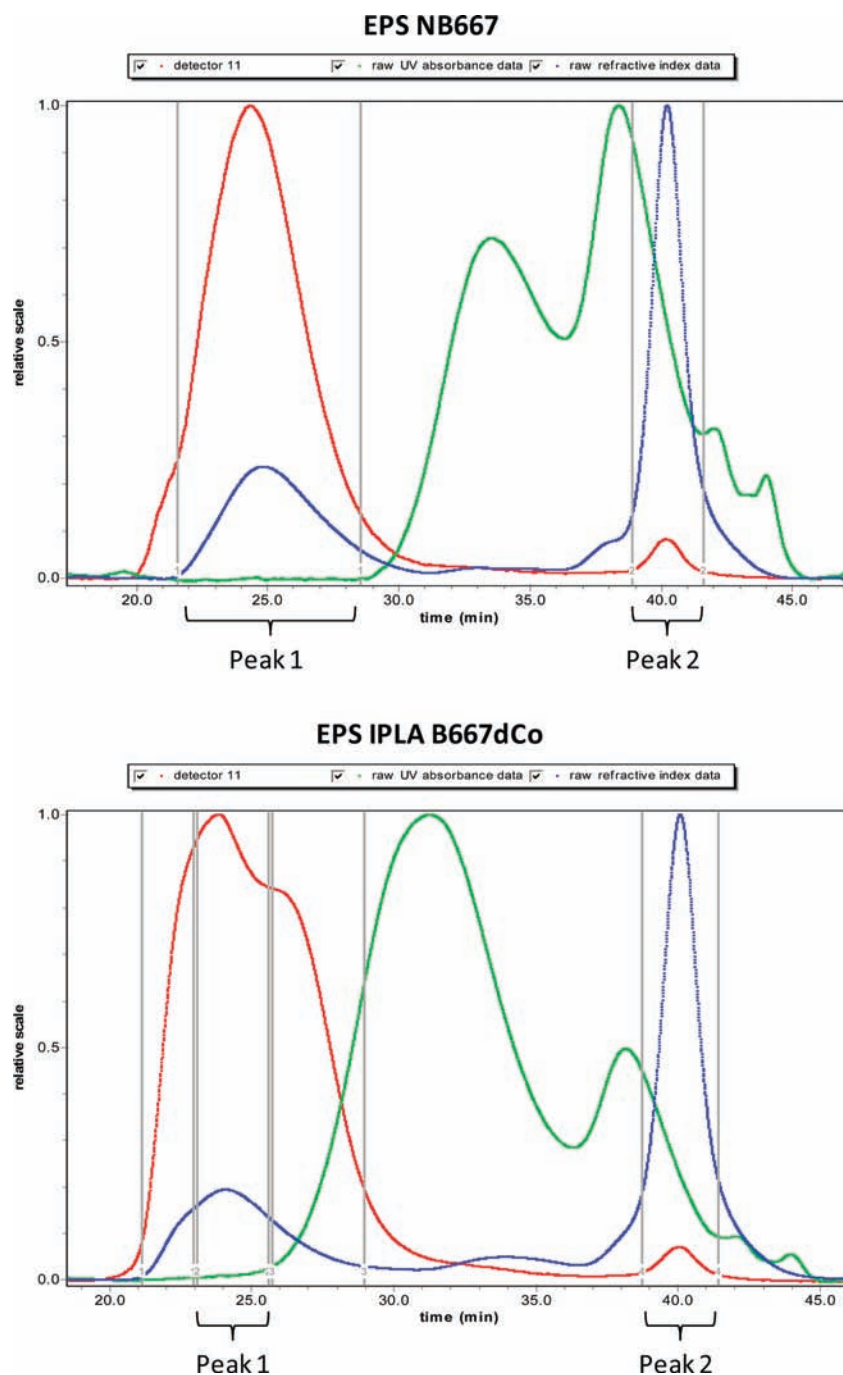 EPS NB667
detector 11 raw UV absorbance data raw refractive index data
1.0
0.5
0.0
relative scale
1 1 2 2
20.0 25.0 30.0 35.0 40.0 45.0
time (min)
Peak 1 Peak 2
EPS IPLA B667dCo
detector 11 raw UV absorbance data raw refractive index data
1.0
0.5
0.0
relative scale
20.0 25.0 30.0 35.0 40.0 45.0
time (min)
Peak 1 Peak 2